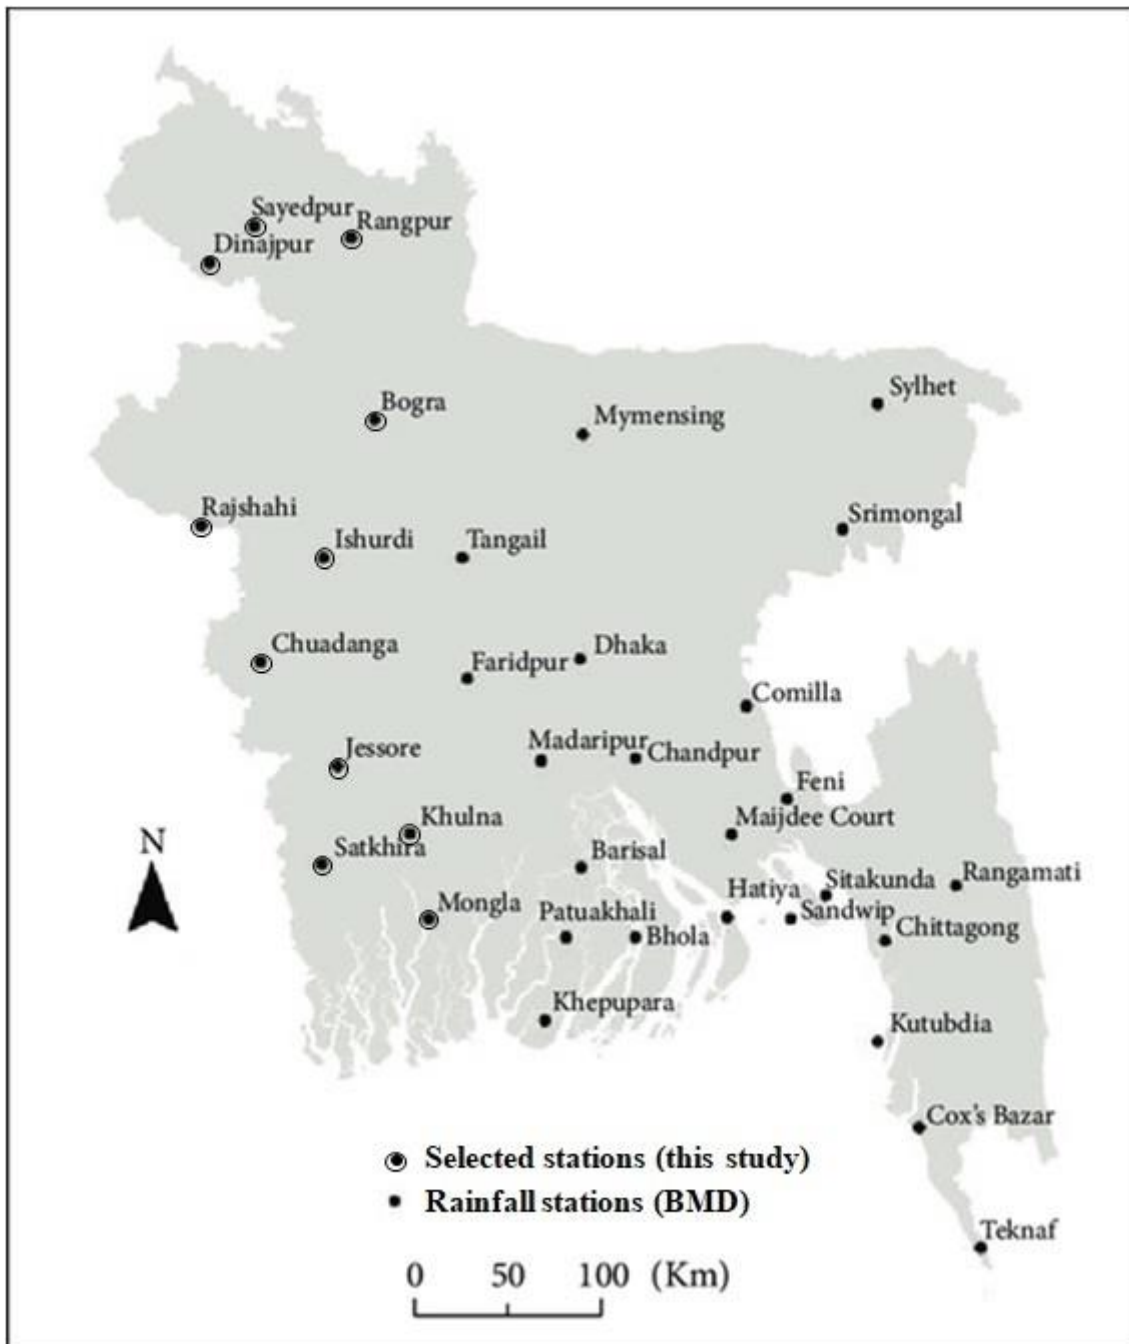 Sayedpur
Rangpur
Dinajpur
Sylhet
Bogra
Mymensing
Rajshahi
Srimongal
Ishurdi
Tangail
Chuadanga
Dhaka
Faridpur
Comilla
Madaripur
Chandpur
Jessore
Feni
Khulna
Maijdee Court
N
Satkhira
Barisal
Rangamati
Sitakunda
Hatiya
Mongla
Patuakhali
Sandwip
Chittagong
Bhola
Khepupara
Kutubdia
Cox's Bazar
Selected stations (this study)
Rainfall stations (BMD)
Teknaf
0 50 100 (Km)